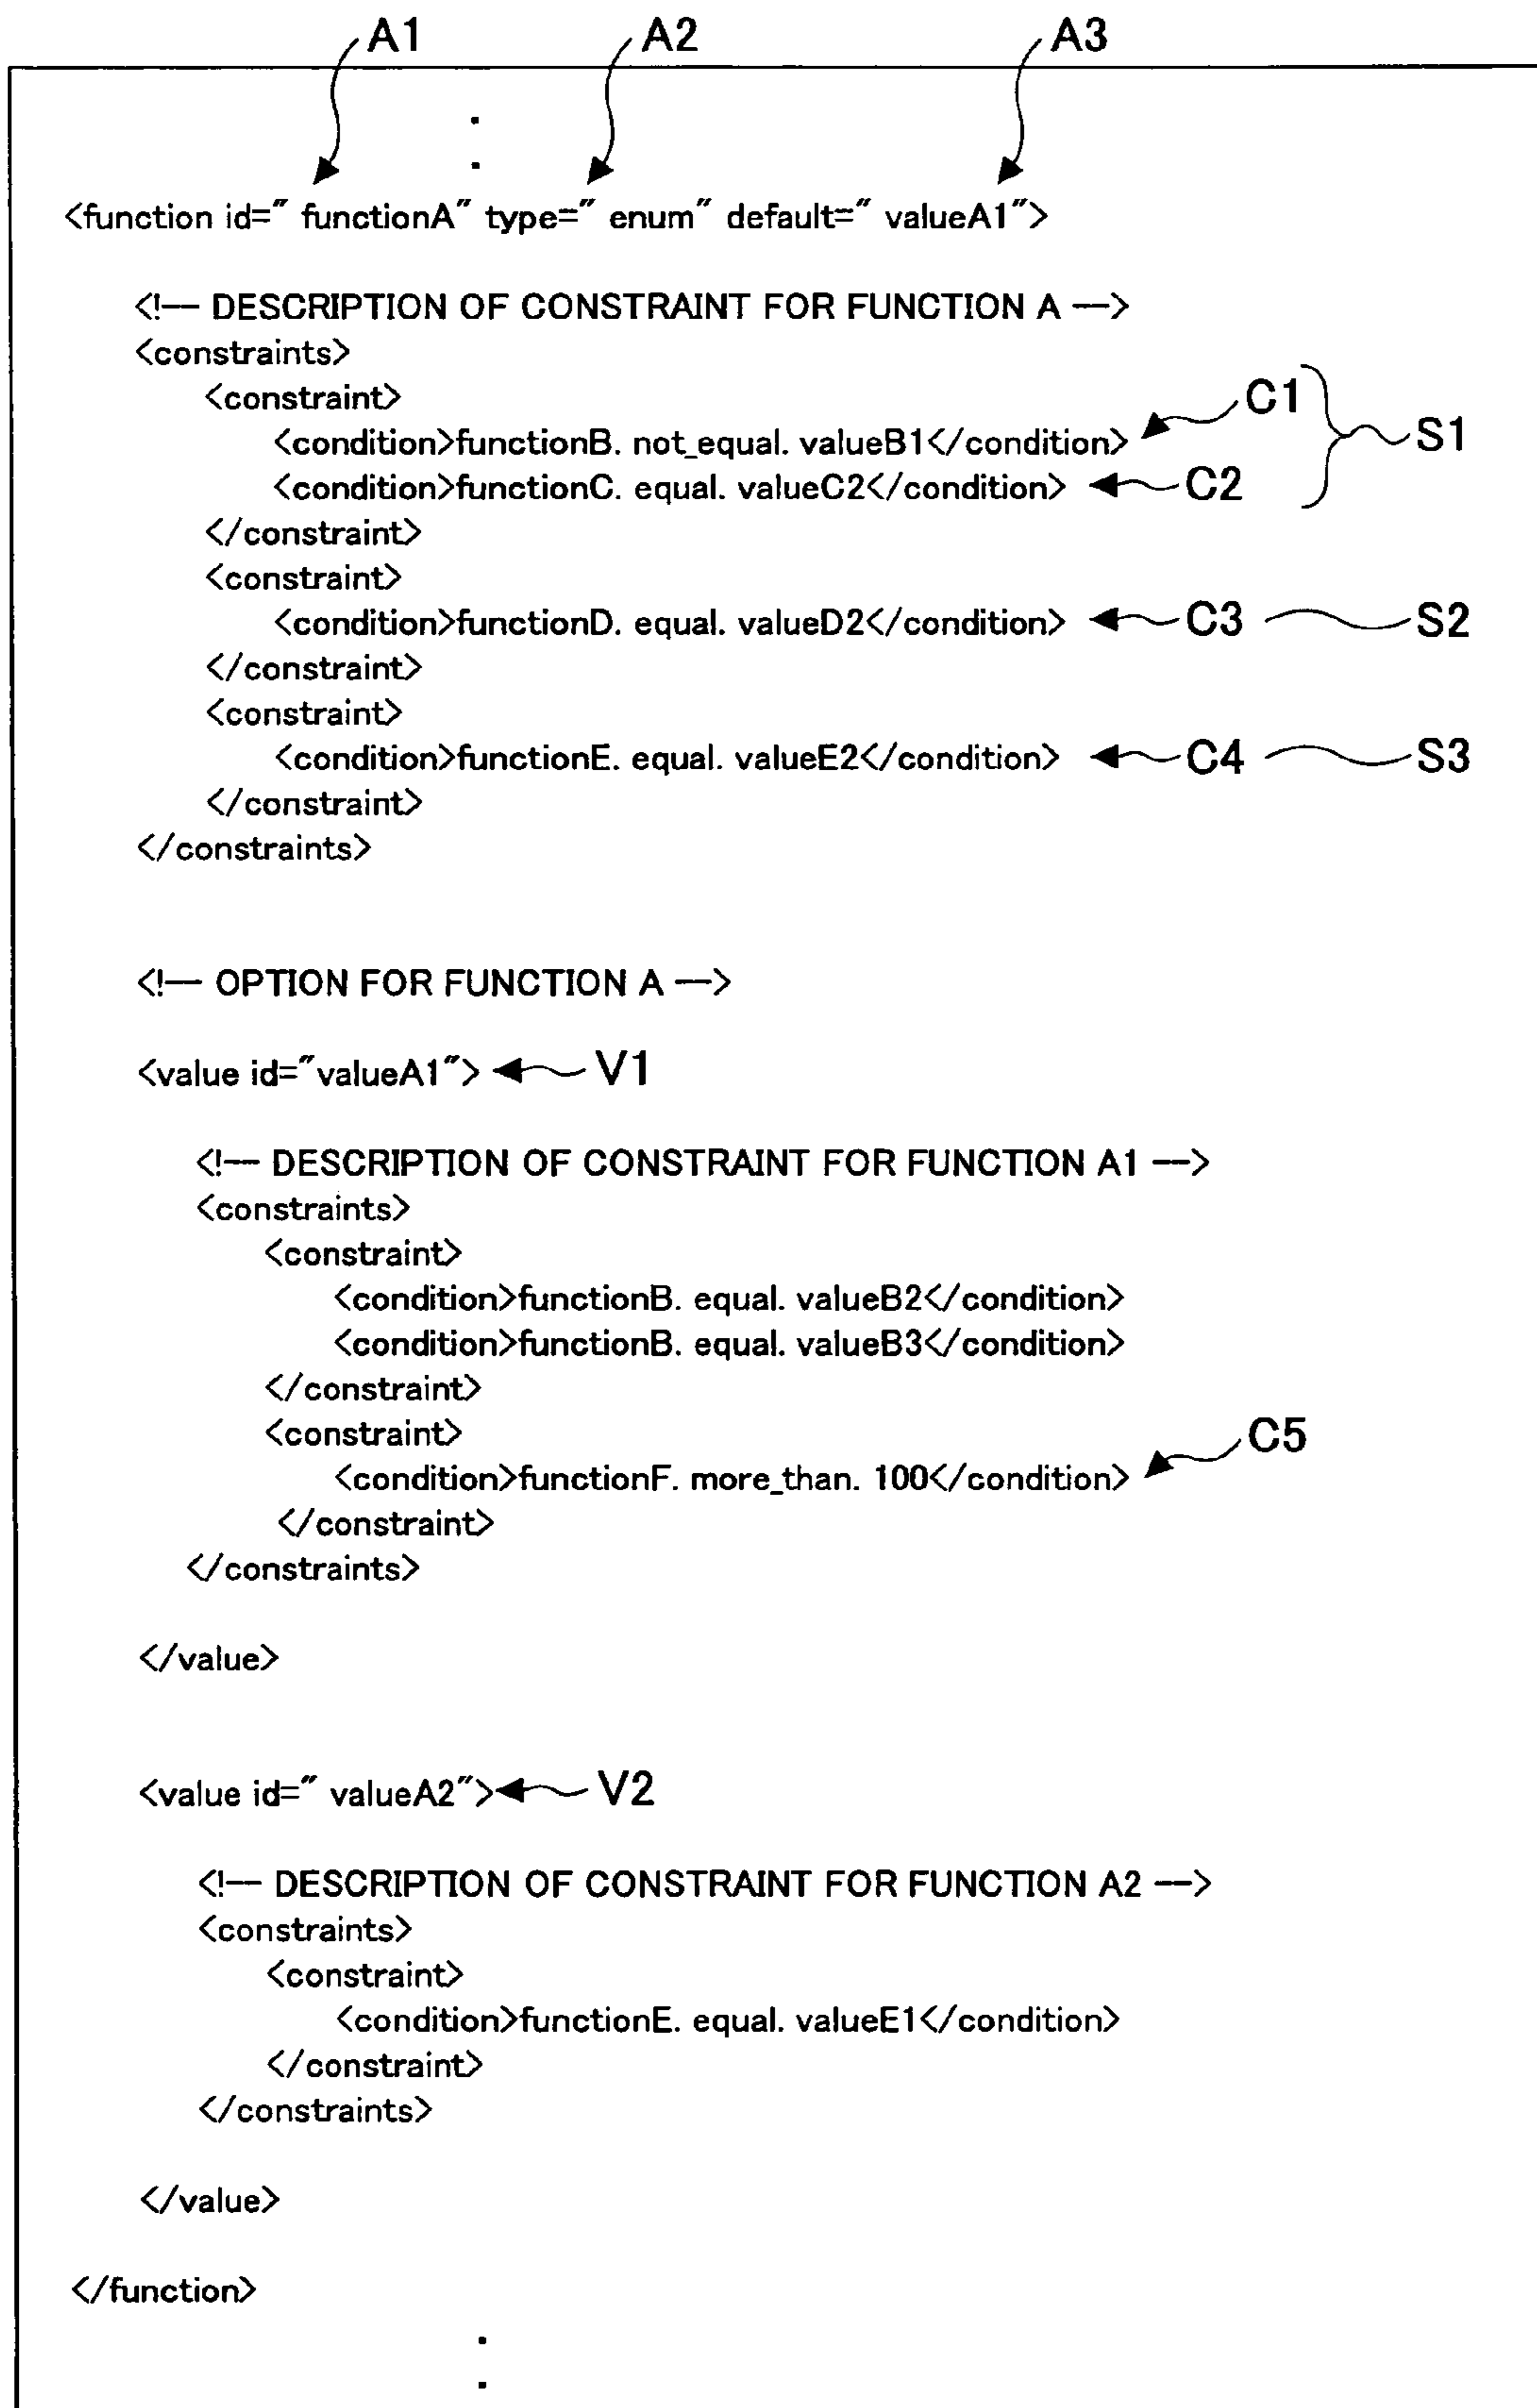 A1 A2 A3
<function id=″ functionA″ type=″ enum″ default=″ valueA1″>
<!-- DESCRIPTION OF CONSTRAINT FOR FUNCTION A -->
<constraints>
<constraint>
<condition>functionB. not_equal. valueB1</condition> C1
S1
<condition>functionC. equal. valueC2</condition> C2
</constraint>
<constraint>
<condition>functionD. equal. valueD2</condition> C3 S2
</constraint>
<constraint>
<condition>functionE. equal. valueE2</condition> C4 S3
</constraint>
</constraints>
<!-- OPTION FOR FUNCTION A -->
<value id=″valueA1″> V1
<!-- DESCRIPTION OF CONSTRAINT FOR FUNCTION A1 -->
<constraints>
<constraint>
<condition>functionB. equal. valueB2</condition>
<condition>functionB. equal. valueB3</condition>
</constraint>
<constraint>
<condition>functionF. more_than. 100</condition> C5
</constraint>
</constraints>
</value>
<value id=″ valueA2″> V2
<!-- DESCRIPTION OF CONSTRAINT FOR FUNCTION A2 -->
<constraints>
<constraint>
<condition>functionE. equal. valueE1</condition>
</constraint>
</constraints>
</value>
</function>